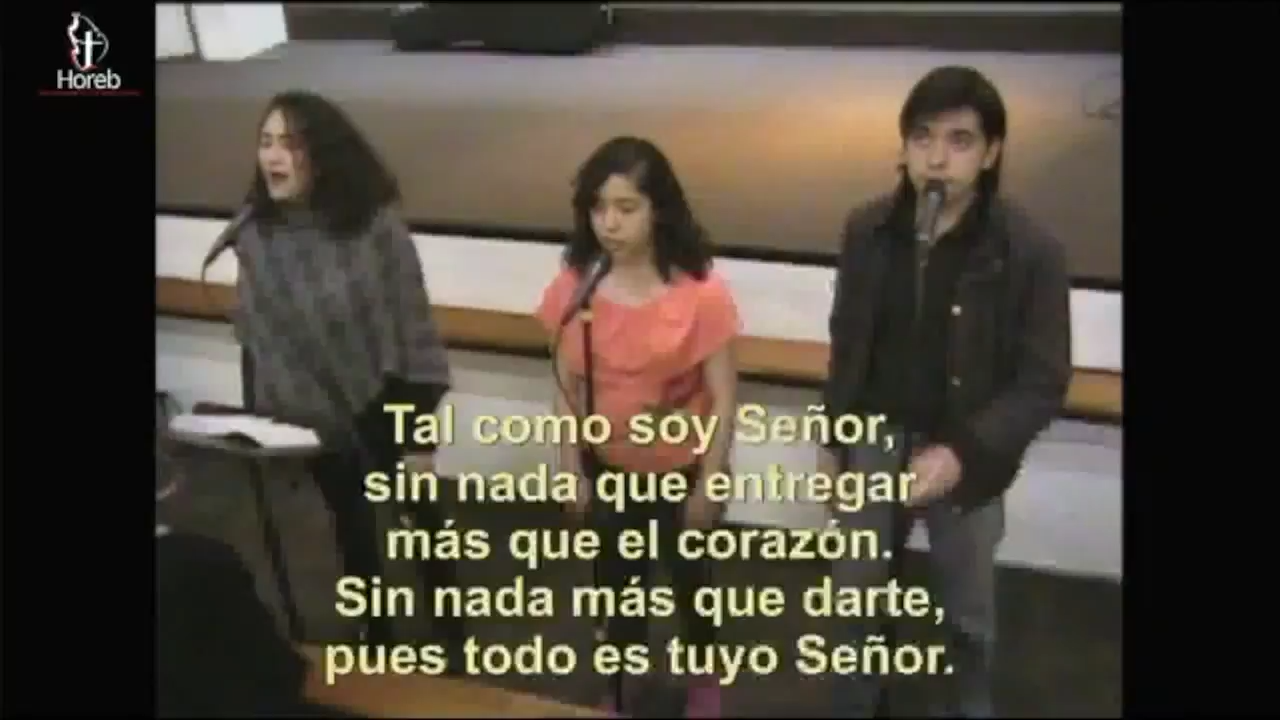 Horeb
Tal como soy Señor,
sin nada que entregar
más que el corazón.
Sin nada más que darte,
pues todo es tuyo Señor.